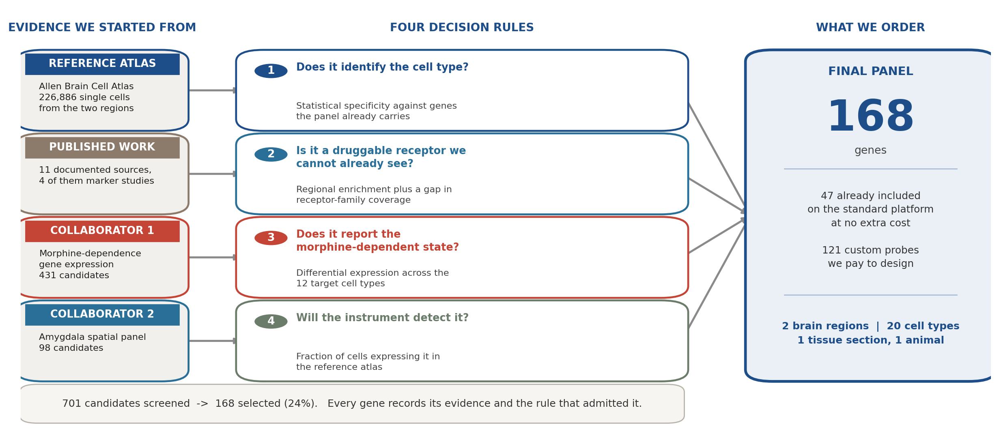 EVIDENCE WE STARTED FROM
FOUR DECISION RULES
WHAT WE ORDER
REFERENCE ATLAS
Allen Brain Cell Atlas
226,886 single cells
from the two regions
PUBLISHED WORK
11 documented sources,
4 of them marker studies
COLLABORATOR 1
Morphine-dependence
gene expression
431 candidates
COLLABORATOR 2
Amygdala spatial panel
98 candidates
1
Does it identify the cell type?
Statistical specificity against genes
the panel already carries
2
Is it a druggable receptor we
cannot already see?
Regional enrichment plus a gap in
receptor-family coverage
3
Does it report the
morphine-dependent state?
Differential expression across the
12 target cell types
4
Will the instrument detect it?
Fraction of cells expressing it in
the reference atlas
FINAL PANEL
168
genes
47 already included
on the standard platform
at no extra cost
121 custom probes
we pay to design
2 brain regions | 20 cell types
1 tissue section, 1 animal
701 candidates screened -> 168 selected (24%). Every gene records its evidence and the rule that admitted it.